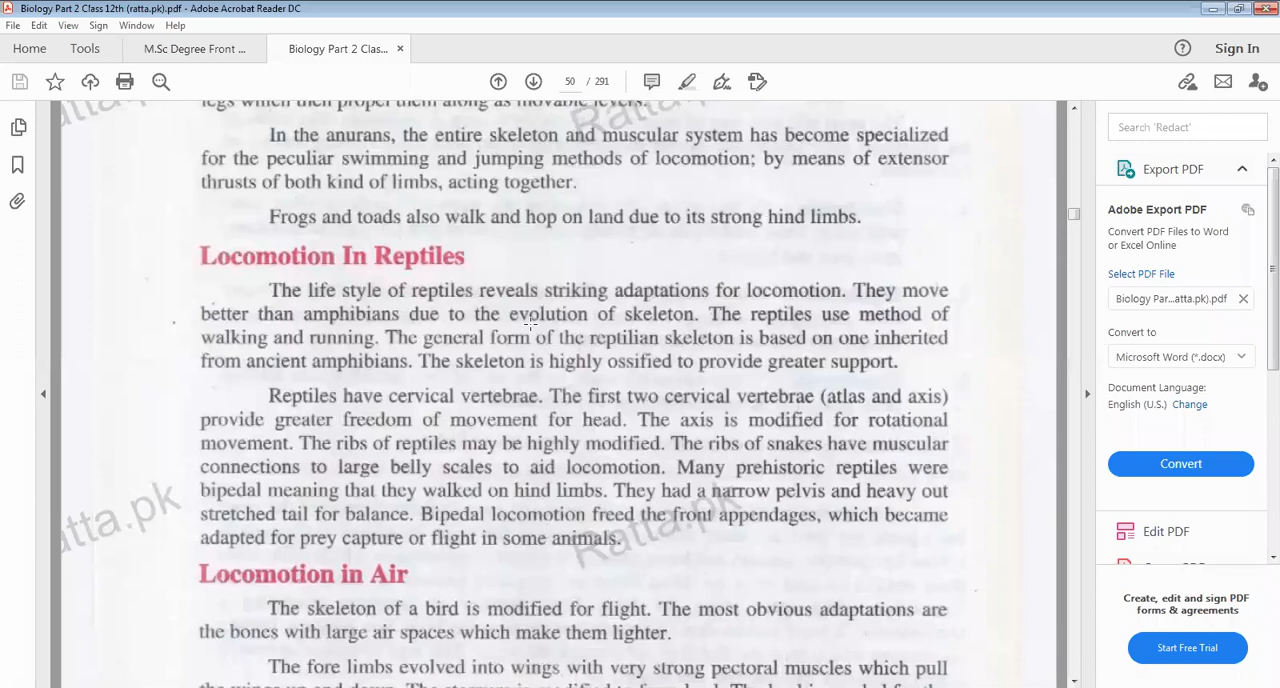 Biology Part 2 Class 12th (ratta.pk).pdf - Adobe Acrobat Reader DC
File Edit View Sign Window Help
Home Tools M.Sc Degree Front ... Biology Part 2 Clas... × Sign In
50 / 291
legs which then propel them along as movable levers.
In the anurans, the entire skeleton and muscular system has become specialized
for the peculiar swimming and jumping methods of locomotion; by means of extensor
thrusts of both kind of limbs, acting together.
Frogs and toads also walk and hop on land due to its strong hind limbs.
Locomotion In Reptiles
The life style of reptiles reveals striking adaptations for locomotion. They move
better than amphibians due to the evolution of skeleton. The reptiles use method of
walking and running. The general form of the reptilian skeleton is based on one inherited
from ancient amphibians. The skeleton is highly ossified to provide greater support.
Reptiles have cervical vertebrae. The first two cervical vertebrae (atlas and axis)
provide greater freedom of movement for head. The axis is modified for rotational
movement. The ribs of reptiles may be highly modified. The ribs of snakes have muscular
connections to large belly scales to aid locomotion. Many prehistoric reptiles were
bipedal meaning that they walked on hind limbs. They had a narrow pelvis and heavy out
stretched tail for balance. Bipedal locomotion freed the front appendages, which became
adapted for prey capture or flight in some animals.
Locomotion in Air
The skeleton of a bird is modified for flight. The most obvious adaptations are
the bones with large air spaces which make them lighter.
The fore limbs evolved into wings with very strong pectoral muscles which pull
Ratta.pk
Ratta.pk
Ratta.pk
Ratta.pk
Search 'Redact'
Export PDF
Adobe Export PDF
Convert PDF Files to Word
or Excel Online
Select PDF File
Biology Par...atta.pk).pdf
Convert to
Microsoft Word (*.docx)
Document Language:
English (U.S.) Change
Convert
Edit PDF
Create, edit and sign PDF
forms & agreements
Start Free Trial